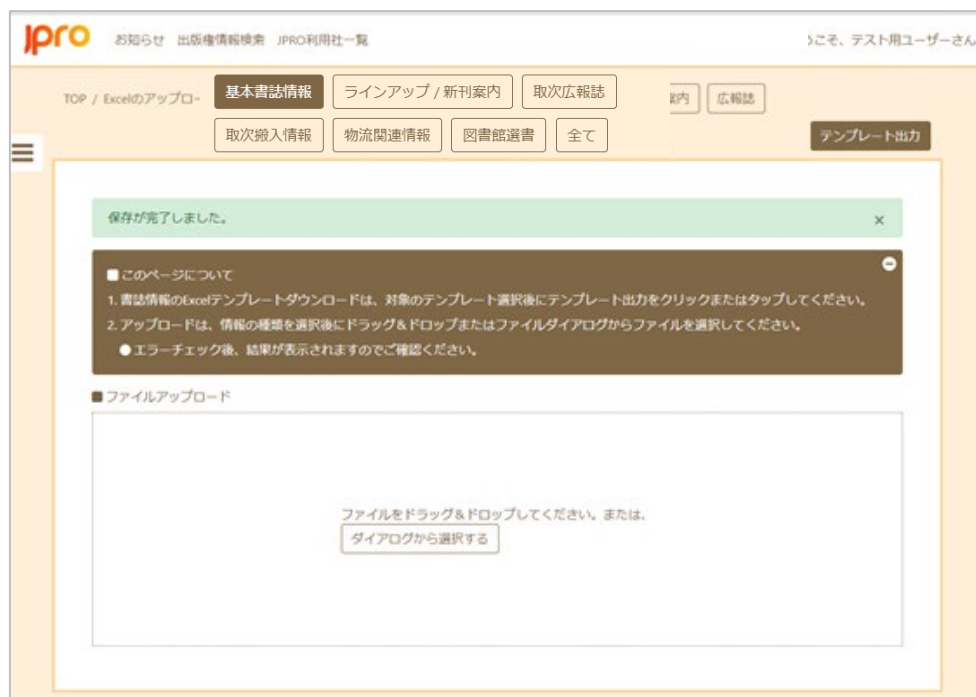 jpro お知らせ 出版権情報検索 JPRO利用社一覧 こそ、テスト用ユーザーさん
TOP / Excelのアップロー 基本書誌情報 ラインアップ / 新刊案内 取次広報誌 案内 広報誌
取次搬入情報 物流関連情報 図書館選書 全て テンプレート出力
保存が完了しました。 ×
■このページについて
1. 書誌情報のExcelテンプレートダウンロードは、対象のテンプレート選択後にテンプレート出力をクリックまたはタップしてください。
2. アップロードは、情報の種類を選択後にドラッグ&ドロップまたはファイルダイアログからファイルを選択してください。
●エラーチェック後、結果が表示されますのでご確認ください。
■ファイルアップロード
ファイルをドラッグ&ドロップしてください。または、
ダイアログから選択する